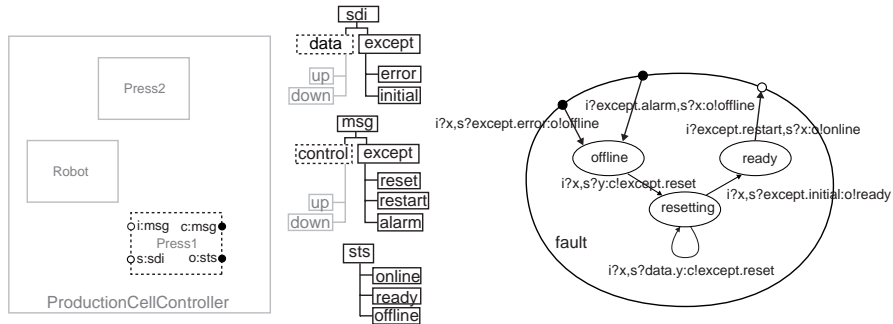 Press2
Robot
i:msg c:msg
Press1
s:sdi o:sts
ProductionCellController
sdi
data except
up error
down initial
msg
control except
reset
up restart
down alarm
sts
online
ready
offline
i?except.alarm,s?x:o!offline
i?x,s?except.error:o!offline
i?except.restart,s?x:o!online
offline ready
i?x,s?y:c!except.reset
i?x,s?except.initial:o!ready
resetting
fault
i?x,s?data.y:c!except.reset